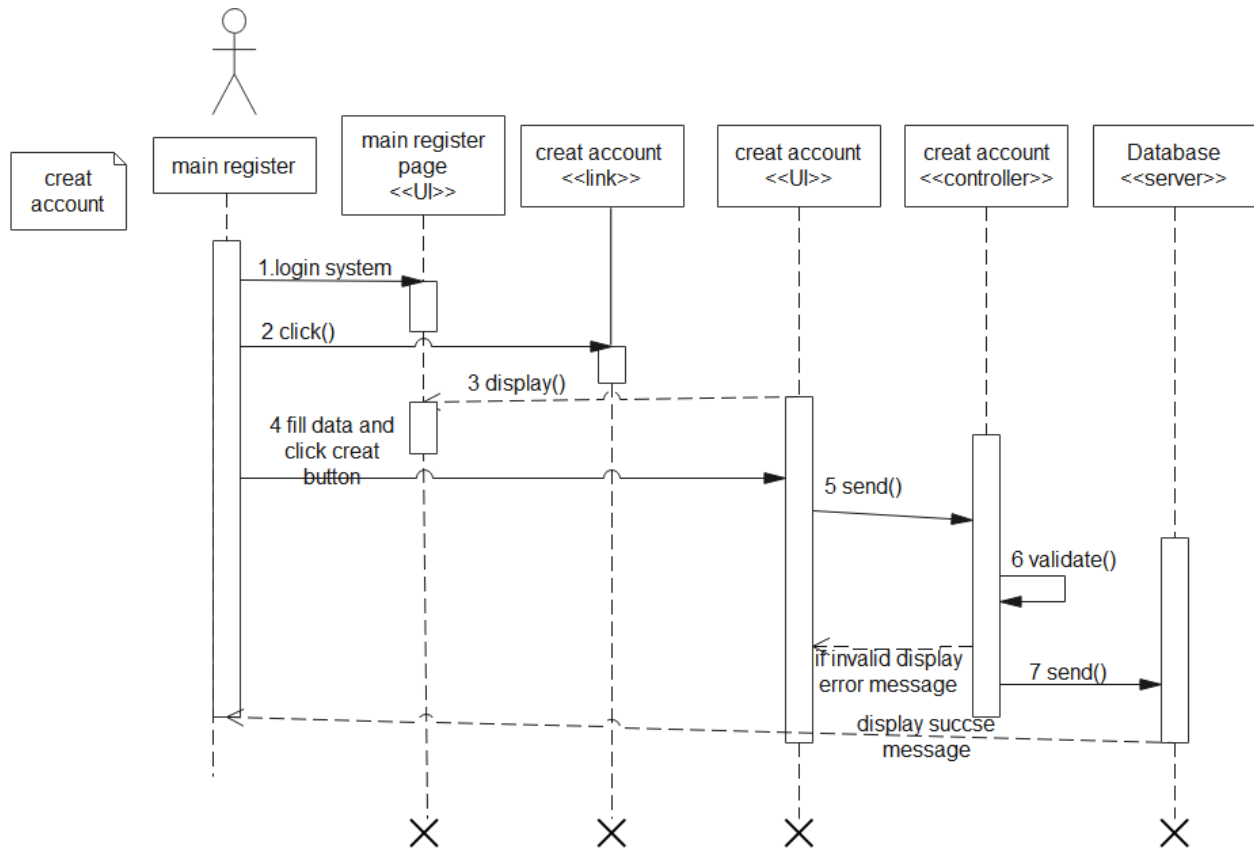 creat
account
main register
main register
page
<<UI>>
creat account
<<link>>
creat account
<<UI>>
creat account
<<controller>>
Database
<<server>>
1.login system
2 click()
3 display()
4 fill data and
click creat
button
5 send()
6 validate()
if invalid display
error message
7 send()
display succse
message